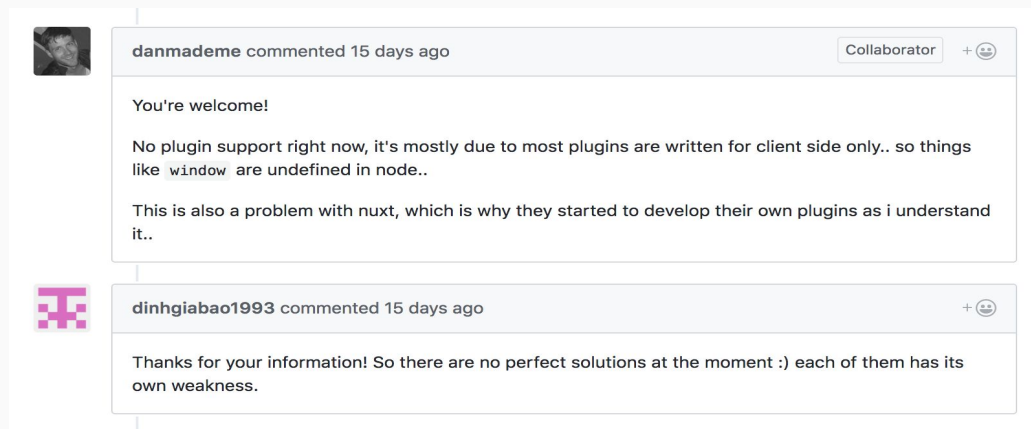 danmademe commented 15 days ago Collaborator +
You're welcome!
No plugin support right now, it's mostly due to most plugins are written for client side only.. so things
like window are undefined in node..
This is also a problem with nuxt, which is why they started to develop their own plugins as i understand
it..
dinhgiabao1993 commented 15 days ago +
Thanks for your information! So there are no perfect solutions at the moment :) each of them has its
own weakness.